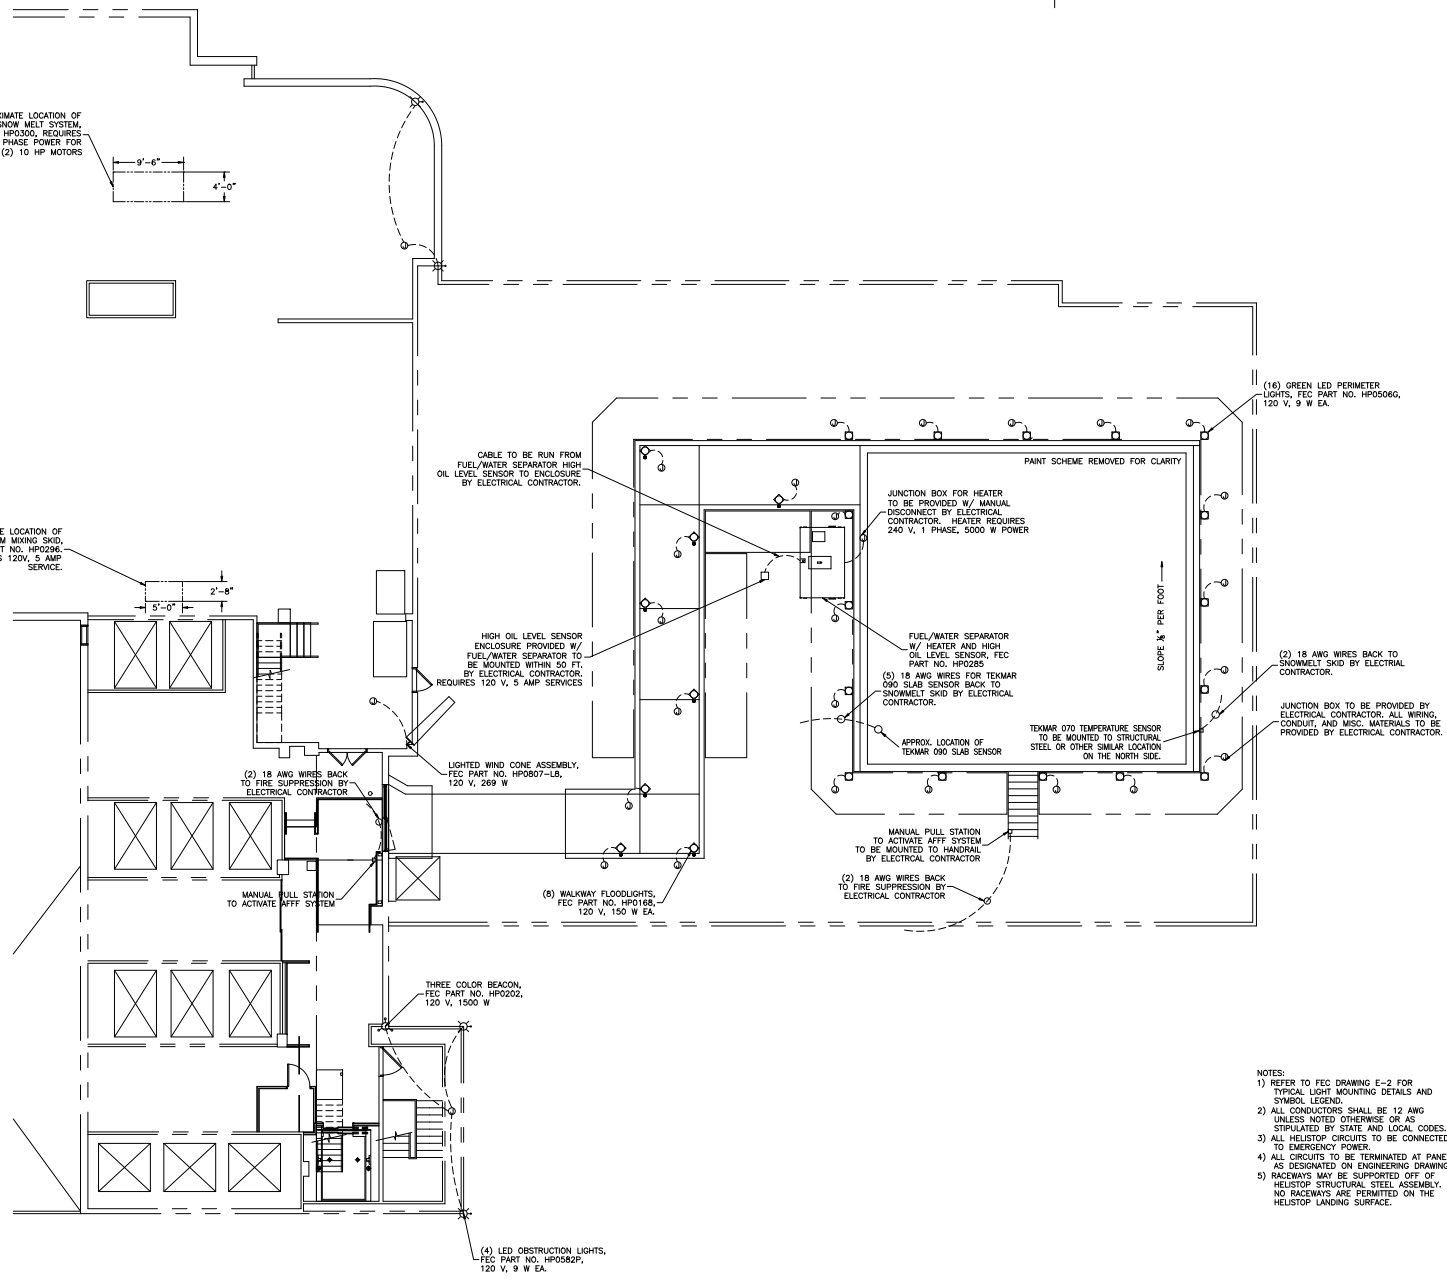 LOCATION OF
SNOW MELT SYSTEM,
HP0300, REQUIRES
PHASE POWER FOR
(2) 10 HP MOTORS
9'-6"
4'-0"
(16) GREEN LED PERIMETER
LIGHTS, FEC PART NO. HP0506G,
120 V, 9 W EA.
CABLE TO BE RUN FROM
FUEL/WATER SEPARATOR HIGH
OIL LEVEL SENSOR TO ENCLOSURE
BY ELECTRICAL CONTRACTOR.
PAINT SCHEME REMOVED FOR CLARITY
JUNCTION BOX FOR HEATER
TO BE PROVIDED W/ MANUAL
DISCONNECT BY ELECTRICAL
CONTRACTOR. HEATER REQUIRES
240 V, 1 PHASE, 5000 W POWER
LOCATION OF
MIXING SKID,
NO. HP0296.
120V, 5 AMP
SERVICE.
2'-8"
5'-0"
SLOPE ⅛" PER FOOT
HIGH OIL LEVEL SENSOR
ENCLOSURE PROVIDED W/
FUEL/WATER SEPARATOR TO
BE MOUNTED WITHIN 50 FT.
BY ELECTRICAL CONTRACTOR.
REQUIRES 120 V, 5 AMP SERVICES
FUEL/WATER SEPARATOR
W/ HEATER AND HIGH
OIL LEVEL SENSOR, FEC
PART NO. HP0285
(5) 18 AWG WIRES FOR TEKMAR
090 SLAB SENSOR BACK TO
SNOWMELT SKID BY ELECTRICAL
CONTRACTOR.
(2) 18 AWG WIRES BACK TO
SNOWMELT SKID BY ELECTRIAL
CONTRACTOR.
JUNCTION BOX TO BE PROVIDED BY
ELECTRICAL CONTRACTOR. ALL WIRING,
CONDUIT, AND MISC. MATERIALS TO BE
PROVIDED BY ELECTRICAL CONTRACTOR.
APPROX. LOCATION OF
TEKMAR 090 SLAB SENSOR
TEKMAR 070 TEMPERATURE SENSOR
TO BE MOUNTED TO STRUCTURAL
STEEL OR OTHER SIMILAR LOCATION
ON THE NORTH SIDE.
LIGHTED WIND CONE ASSEMBLY,
FEC PART NO. HP0807-L8,
120 V, 269 W
(2) 18 AWG WIRES BACK
TO FIRE SUPPRESSION BY
ELECTRICAL CONTRACTOR
MANUAL PULL STATION
TO ACTIVATE AFFF SYSTEM
TO BE MOUNTED TO HANDRAIL
BY ELECTRCAL CONTRACTOR
(2) 18 AWG WIRES BACK
TO FIRE SUPPRESSION BY
ELECTRICAL CONTRACTOR
MANUAL PULL STATION
TO ACTIVATE AFFF SYSTEM
(8) WALKWAY FLOODLIGHTS,
FEC PART NO. HP0168,
120 V, 150 W EA.
THREE COLOR BEACON,
FEC PART NO. HP0202,
120 V, 1500 W
(4) LED OBSTRUCTION LIGHTS,
FEC PART NO. HP0582P,
120 V, 9 W EA.
NOTES:
1) REFER TO FEC DRAWING E-2 FOR
TYPICAL LIGHT MOUNTING DETAILS AND
SYMBOL LEGEND.
2) ALL CONDUCTORS SHALL BE 12 AWG
UNLESS NOTED OTHERWISE OR AS
STIPULATED BY STATE AND LOCAL CODES.
3) ALL HELISTOP CIRCUITS TO BE CONNECTED
TO EMERGENCY POWER.
4) ALL CIRCUITS TO BE TERMINATED AT PANE
AS DESIGNATED ON ENGINEERING DRAWING
5) RACEWAYS MAY BE SUPPORTED OFF OF
HELISTOP STRUCTURAL STEEL ASSEMBLY.
NO RACEWAYS ARE PERMITTED ON THE
HELISTOP LANDING SURFACE.